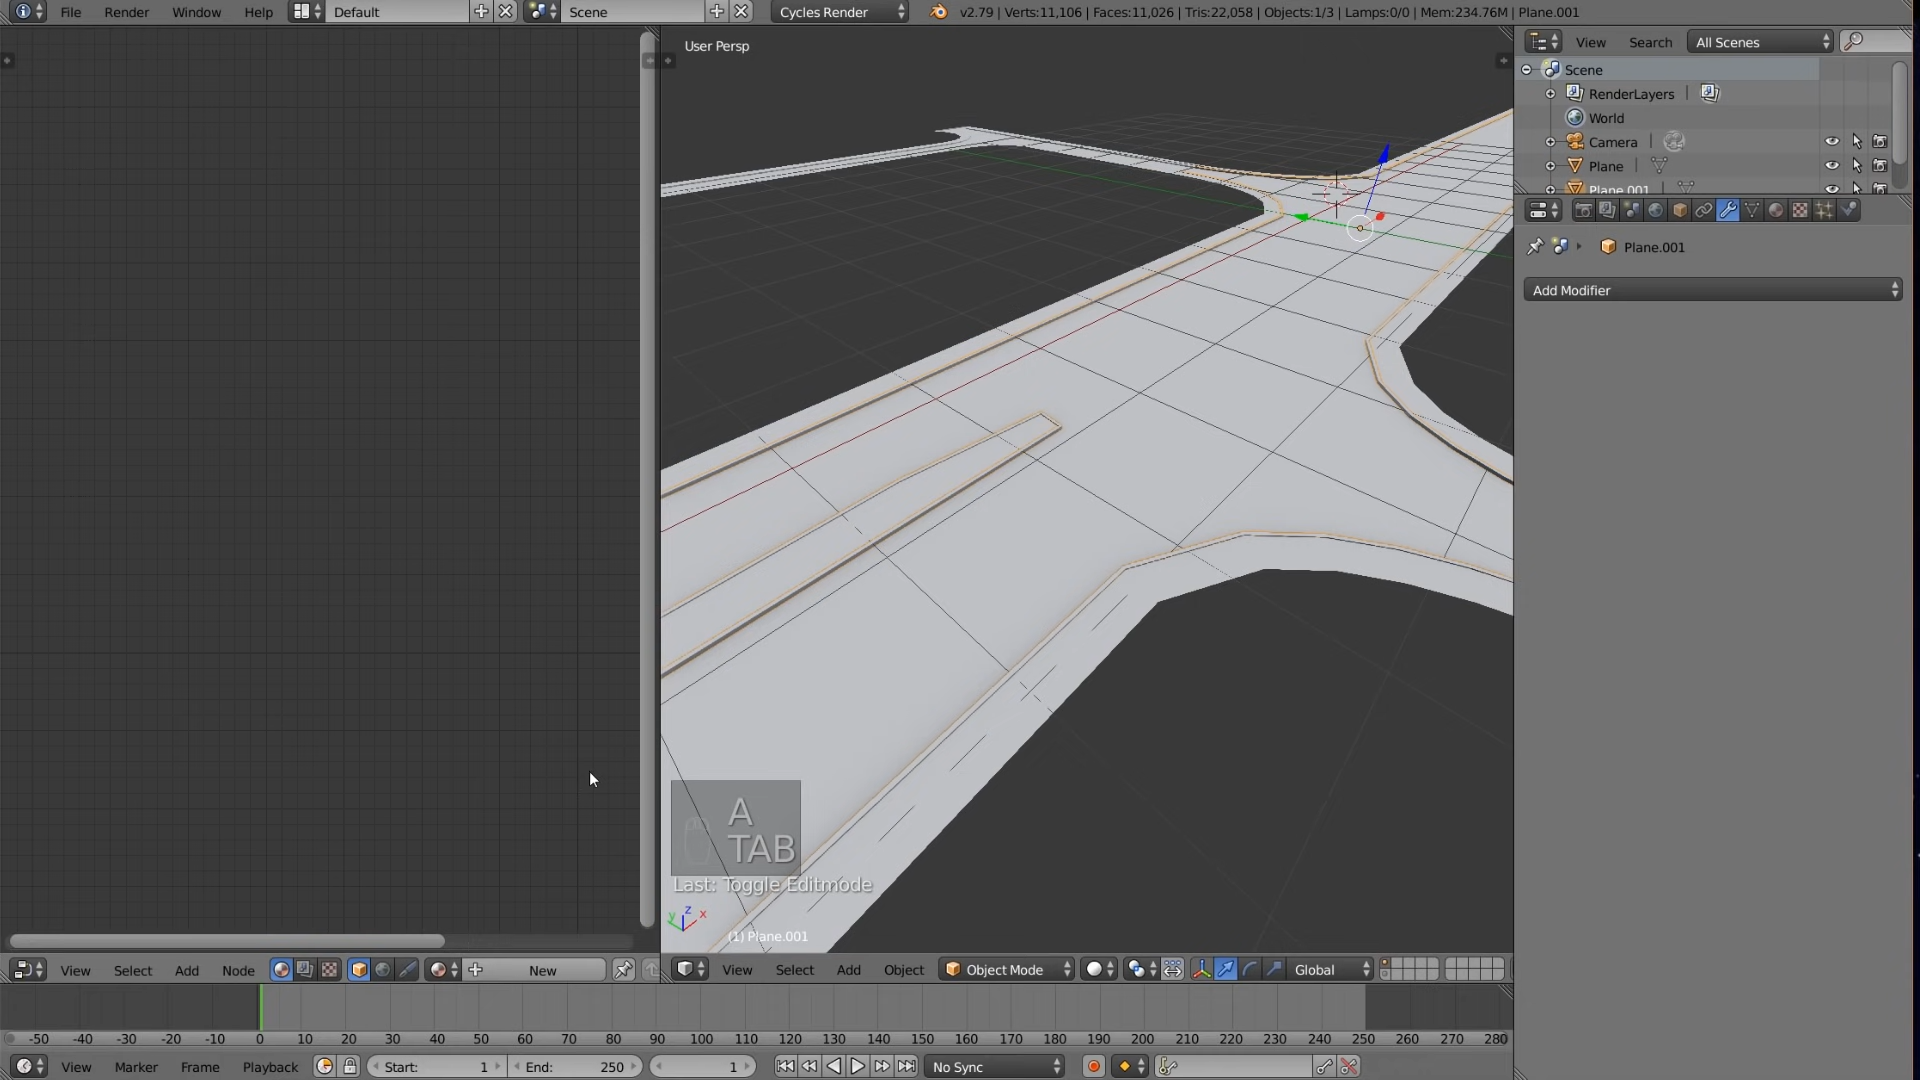 File Render Window Help Default Scene Cycles Render v2.79 | Verts:11,106 | Faces:11,026 | Tris:22,058 | Objects:1/3 | Lamps:0/0 | Mem:234.76M | Plane.001
User Persp
View Search All Scenes
Scene
RenderLayers
World
Camera
Plane
Plane.001
Plane.001
Add Modifier
A
TAB
Last: Toggle Editmode
z
y x
(1) Plane.001
View Select Add Node New
View Select Add Object Object Mode Global
-50 -40 -30 -20 -10 0 10 20 30 40 50 60 70 80 90 100 110 120 130 140 150 160 170 180 190 200 210 220 230 240 250 260 270 280
View Marker Frame Playback Start: 1 End: 250 1 No Sync